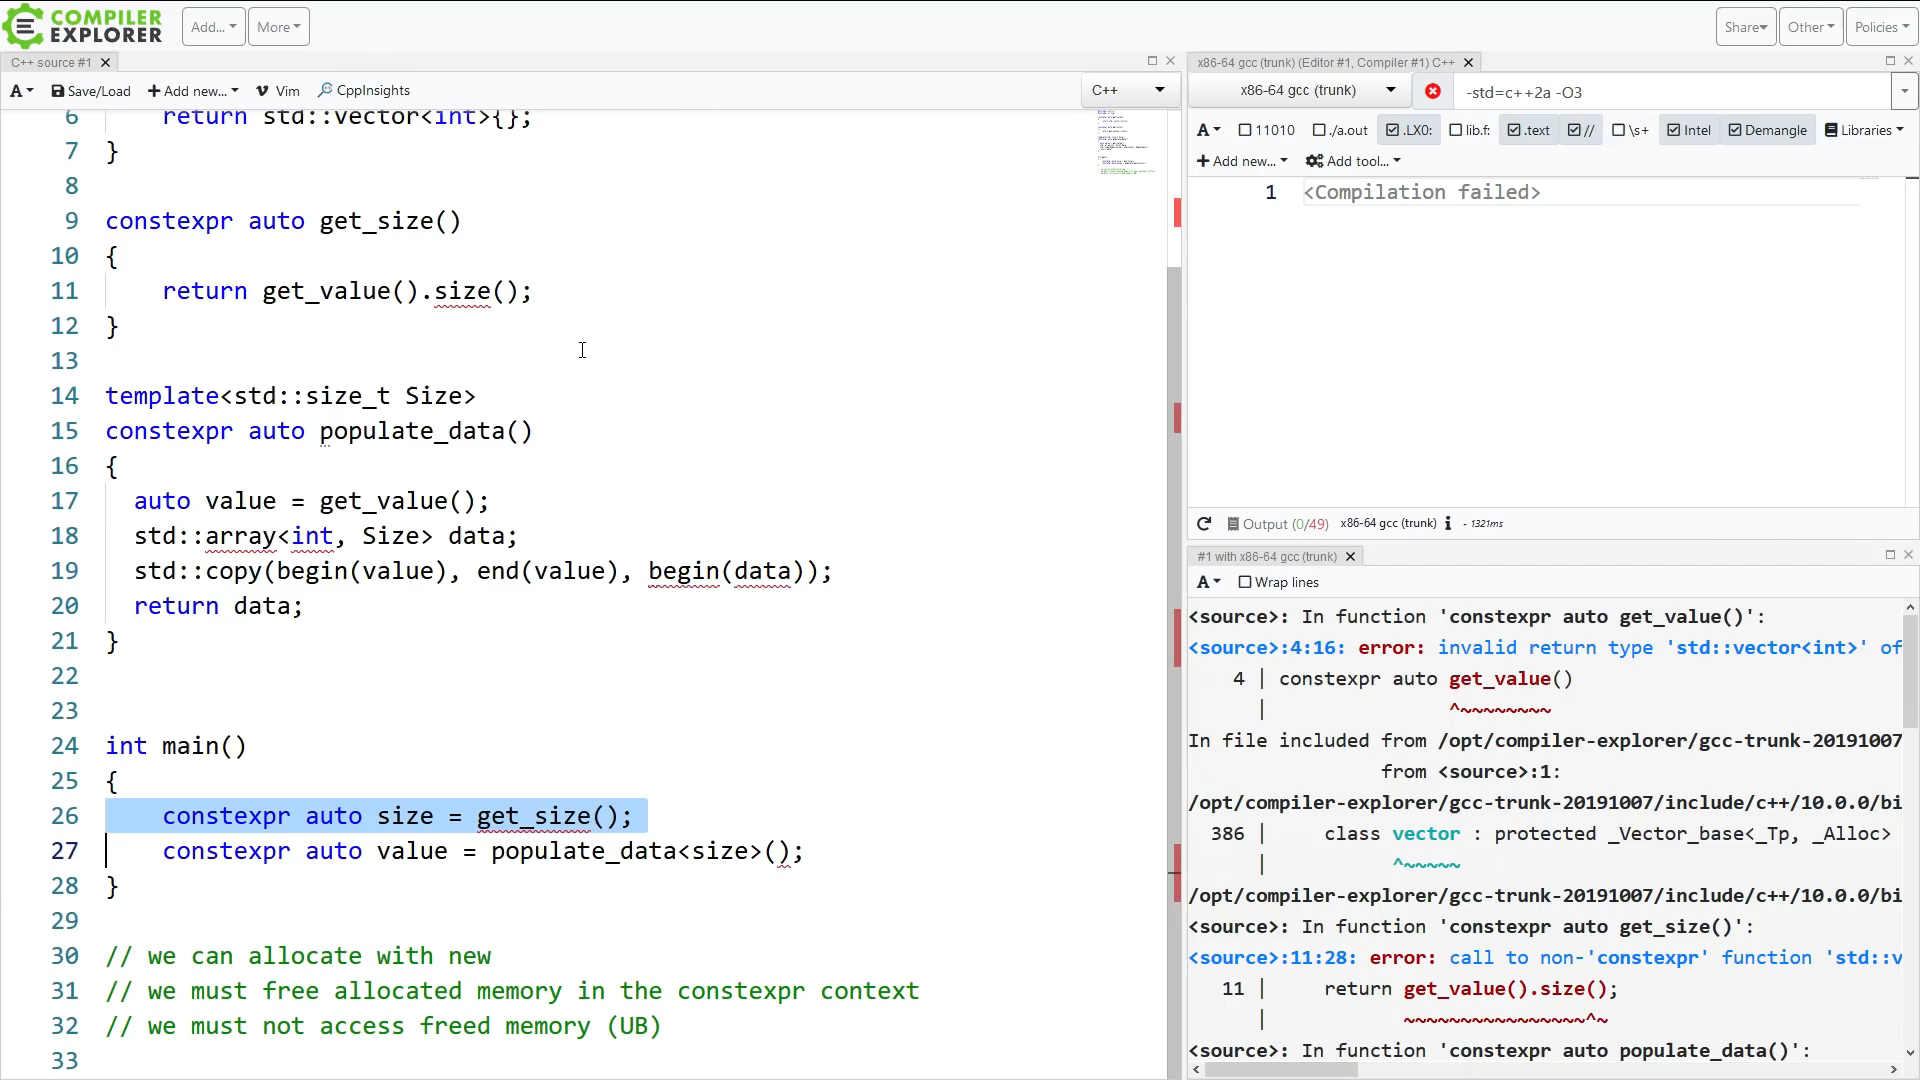 COMPILER
EXPLORER
Add...
More
Share
Other
Policies
C++ source #1
A
Save/Load
Add new...
Vim
CppInsights
C++
6 return std::vector<int>{};
7 }
8
9 constexpr auto get_size()
10 {
11 return get_value().size();
12 }
13
14 template<std::size_t Size>
15 constexpr auto populate_data()
16 {
17 auto value = get_value();
18 std::array<int, Size> data;
19 std::copy(begin(value), end(value), begin(data));
20 return data;
21 }
22
23
24 int main()
25 {
26 constexpr auto size = get_size();
27 constexpr auto value = populate_data<size>();
28 }
29
30 // we can allocate with new
31 // we must free allocated memory in the constexpr context
32 // we must not access freed memory (UB)
33
x86-64 gcc (trunk) (Editor #1, Compiler #1) C++
x86-64 gcc (trunk)
-std=c++2a -O3
A
11010
./a.out
.LX0:
lib.f:
.text
//
\s+
Intel
Demangle
Libraries
Add new...
Add tool...
1 <Compilation failed>
Output (0/49) x86-64 gcc (trunk) i - 1321ms
#1 with x86-64 gcc (trunk)
A
Wrap lines
<source>: In function 'constexpr auto get_value()':
<source>:4:16: error: invalid return type 'std::vector<int>' of
4 | constexpr auto get_value()
| ^~~~~~~~~
In file included from /opt/compiler-explorer/gcc-trunk-20191007
from <source>:1:
/opt/compiler-explorer/gcc-trunk-20191007/include/c++/10.0.0/bi
386 | class vector : protected _Vector_base<_Tp, _Alloc>
| ^~~~~~
/opt/compiler-explorer/gcc-trunk-20191007/include/c++/10.0.0/bi
<source>: In function 'constexpr auto get_size()':
<source>:11:28: error: call to non-'constexpr' function 'std::v
11 | return get_value().size();
| ~~~~~~~~~~~~~~~~^~
<source>: In function 'constexpr auto populate_data()':